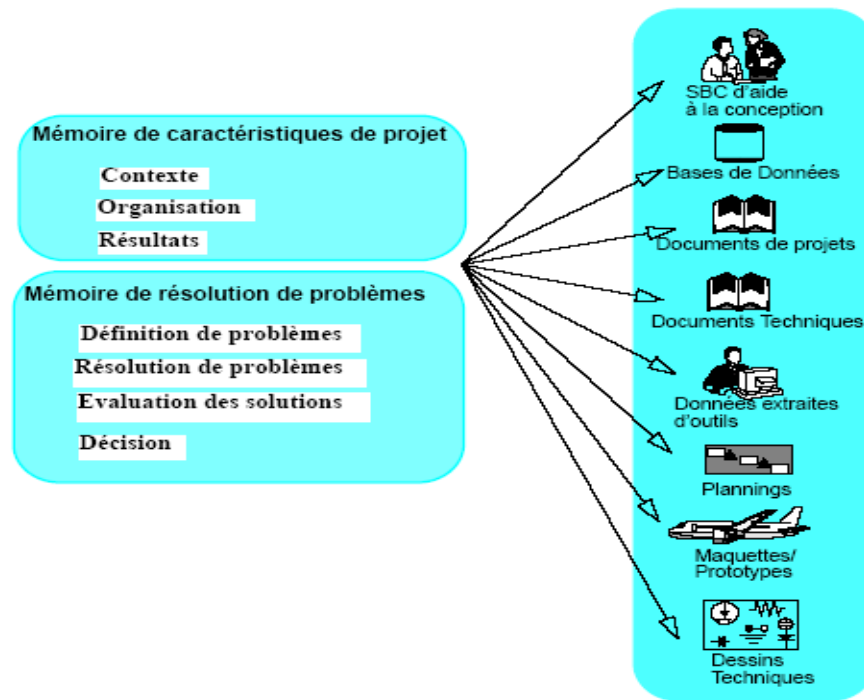 Mémoire de caractéristiques de projet
Contexte
Organisation
Résultats
Mémoire de résolution de problèmes
Définition de problèmes
Résolution de problèmes
Evaluation des solutions
Décision
SBC d'aide
à la conception
Bases de Données
Documents de projets
Documents Techniques
Données extraites
d'outils
Plannings
Maquettes/
Prototypes
Dessins
Techniques